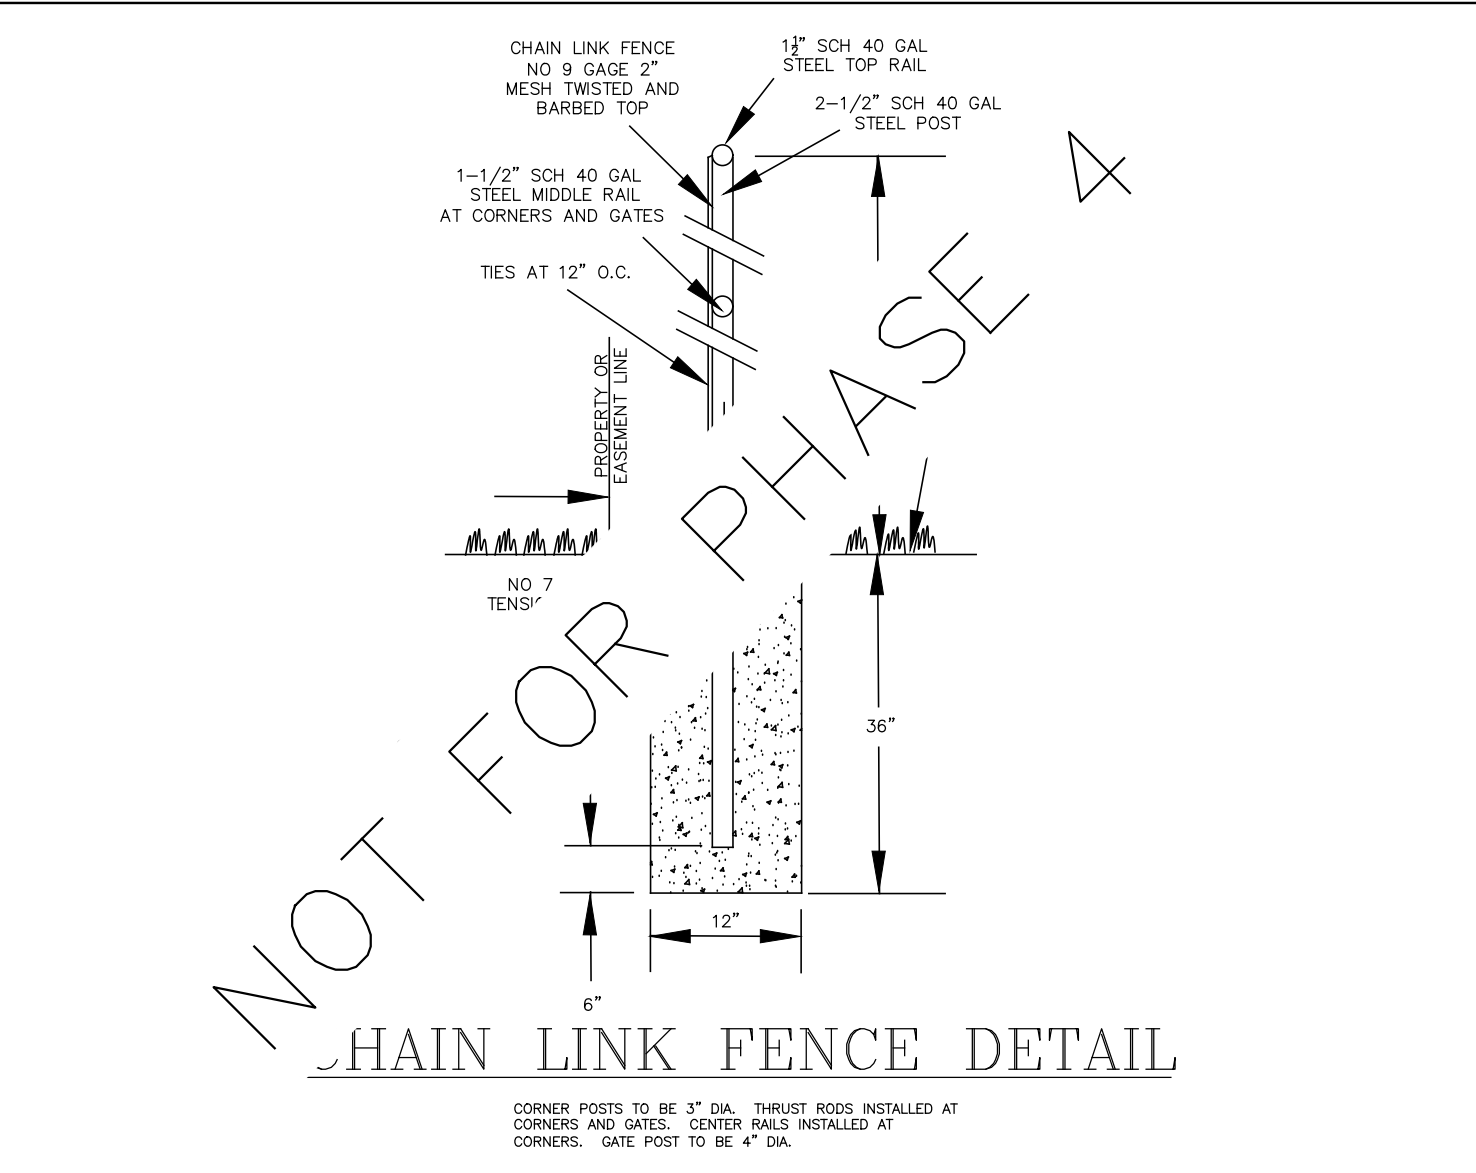 CHAIN LINK FENCE
NO 9 GAGE 2"
MESH TWISTED AND
BARBED TOP
1½" SCH 40 GAL
STEEL TOP RAIL
2-1/2" SCH 40 GAL
STEEL POST
1-1/2" SCH 40 GAL
STEEL MIDDLE RAIL
AT CORNERS AND GATES
TIES AT 12" O.C.
PROPERTY OR
EASEMENT LINE
NO 7
NOT FOR PHASE 4
36"
12"
6"
CHAIN LINK FENCE DETAIL
CORNER POSTS TO BE 3" DIA. THRUST RODS INSTALLED AT
CORNERS AND GATES. CENTER RAILS INSTALLED AT
CORNERS. GATE POST TO BE 4" DIA.